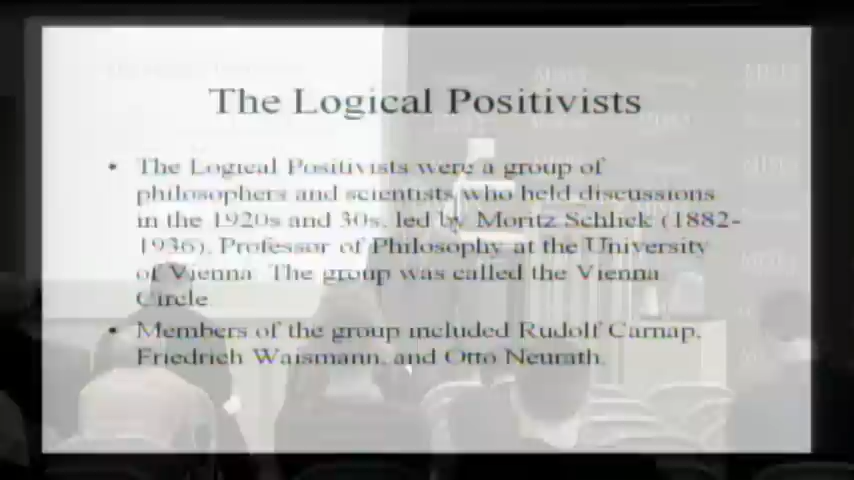 The Logical Positivists
• The Logical Positivists were a group of
philosophers and scientists who held discussions
in the 1920s and 30s, led by Moritz Schlick (1882-
1936), Professor of Philosophy at the University
of Vienna. The group was called the Vienna
Circle.
• Members of the group included Rudolf Carnap,
Friedrich Waismann, and Otto Neurath.